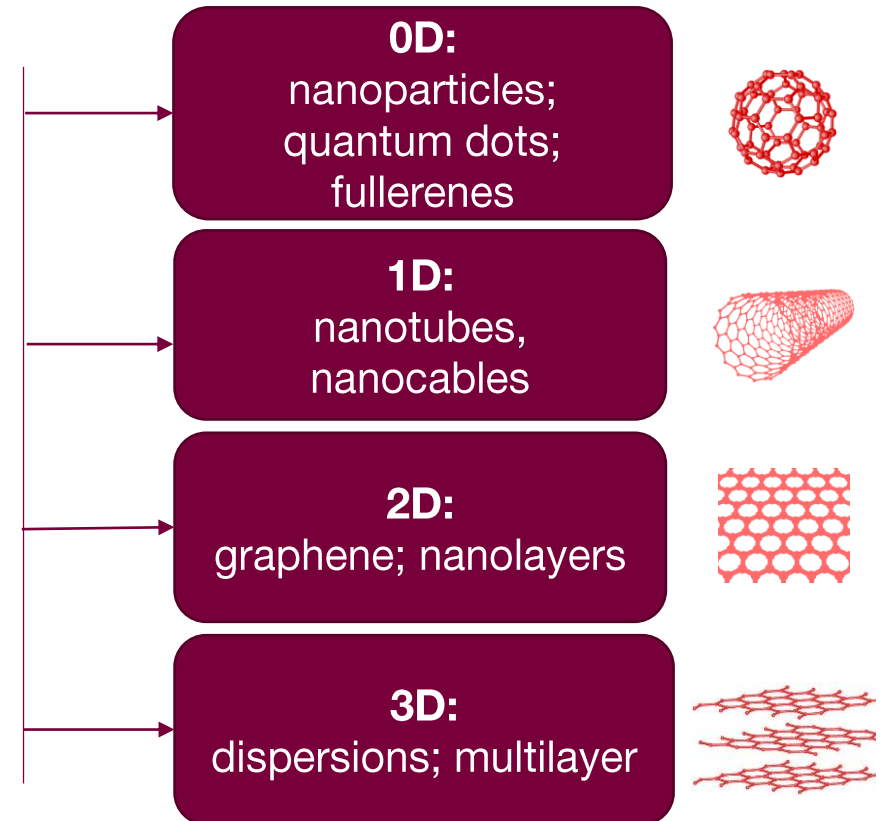 0D:
nanoparticles;
quantum dots;
fullerenes
1D:
nanotubes,
nanocables
2D:
graphene; nanolayers
3D:
dispersions; multilayer